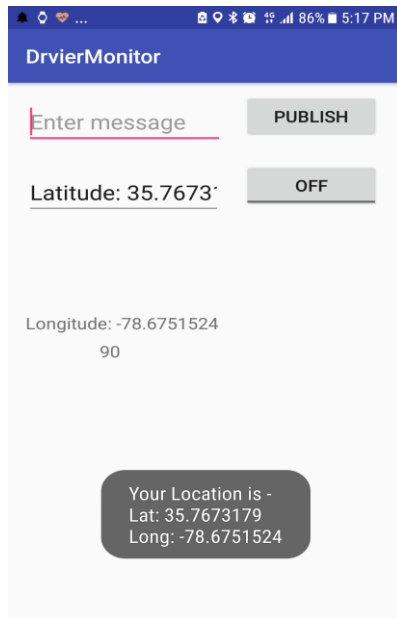 ... 4G 86% 5:17 PM
DrvierMonitor
Enter message PUBLISH
Latitude: 35.7673 OFF
Longitude: -78.6751524
90
Your Location is -
Lat: 35.7673179
Long: -78.6751524